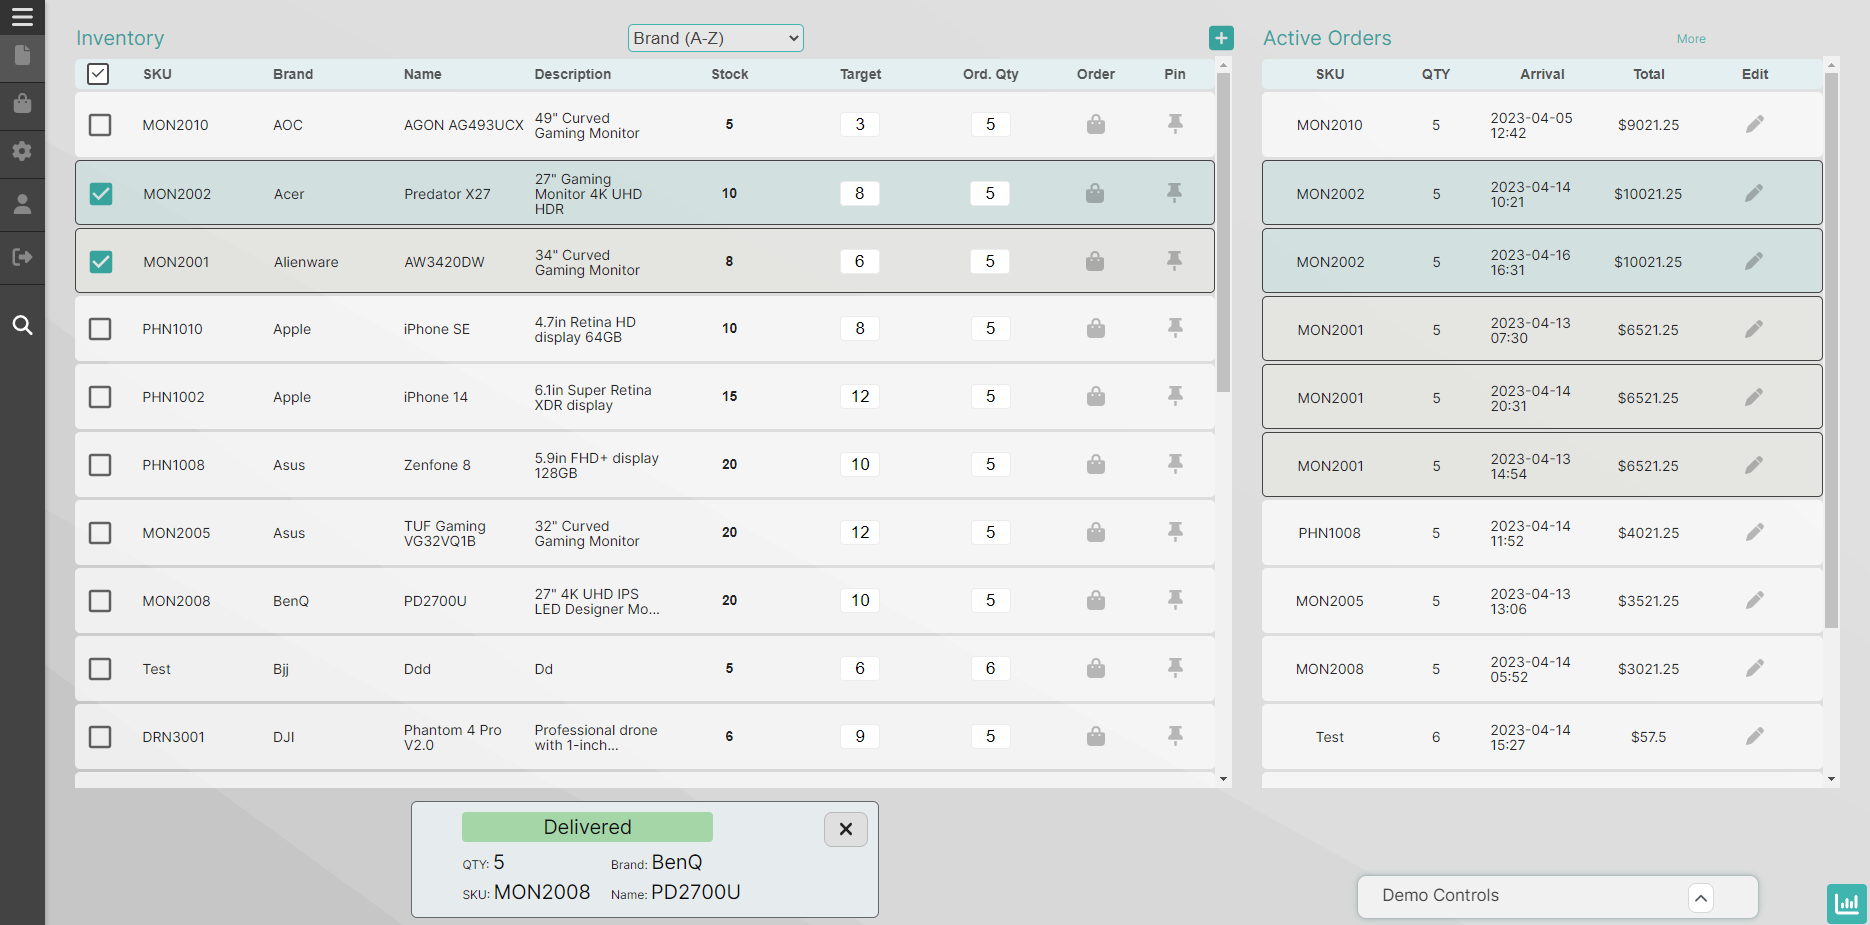 Inventory
Brand (A-Z)
SKU Brand Name Description Stock Target Ord. Qty Order Pin
MON2010 AOC AGON AG493UCX 49" Curved Gaming Monitor 5 3 5
MON2002 Acer Predator X27 27" Gaming Monitor 4K UHD HDR 10 8 5
MON2001 Alienware AW3420DW 34" Curved Gaming Monitor 8 6 5
PHN1010 Apple iPhone SE 4.7in Retina HD display 64GB 10 8 5
PHN1002 Apple iPhone 14 6.1in Super Retina XDR display 15 12 5
PHN1008 Asus Zenfone 8 5.9in FHD+ display 128GB 20 10 5
MON2005 Asus TUF Gaming VG32VQ1B 32" Curved Gaming Monitor 20 12 5
MON2008 BenQ PD2700U 27" 4K UHD IPS LED Designer Mo... 20 10 5
Test Bjj Ddd Dd 5 6 6
DRN3001 DJI Phantom 4 Pro V2.0 Professional drone with 1-inch... 6 9 5
Active Orders
More
SKU QTY Arrival Total Edit
MON2010 5 2023-04-05 12:42 $9021.25
MON2002 5 2023-04-14 10:21 $10021.25
MON2002 5 2023-04-16 16:31 $10021.25
MON2001 5 2023-04-13 07:30 $6521.25
MON2001 5 2023-04-14 20:31 $6521.25
MON2001 5 2023-04-13 14:54 $6521.25
PHN1008 5 2023-04-14 11:52 $4021.25
MON2005 5 2023-04-13 13:06 $3521.25
MON2008 5 2023-04-14 05:52 $3021.25
Test 6 2023-04-14 15:27 $57.5
Delivered
QTY: 5 Brand: BenQ
SKU: MON2008 Name: PD2700U
Demo Controls